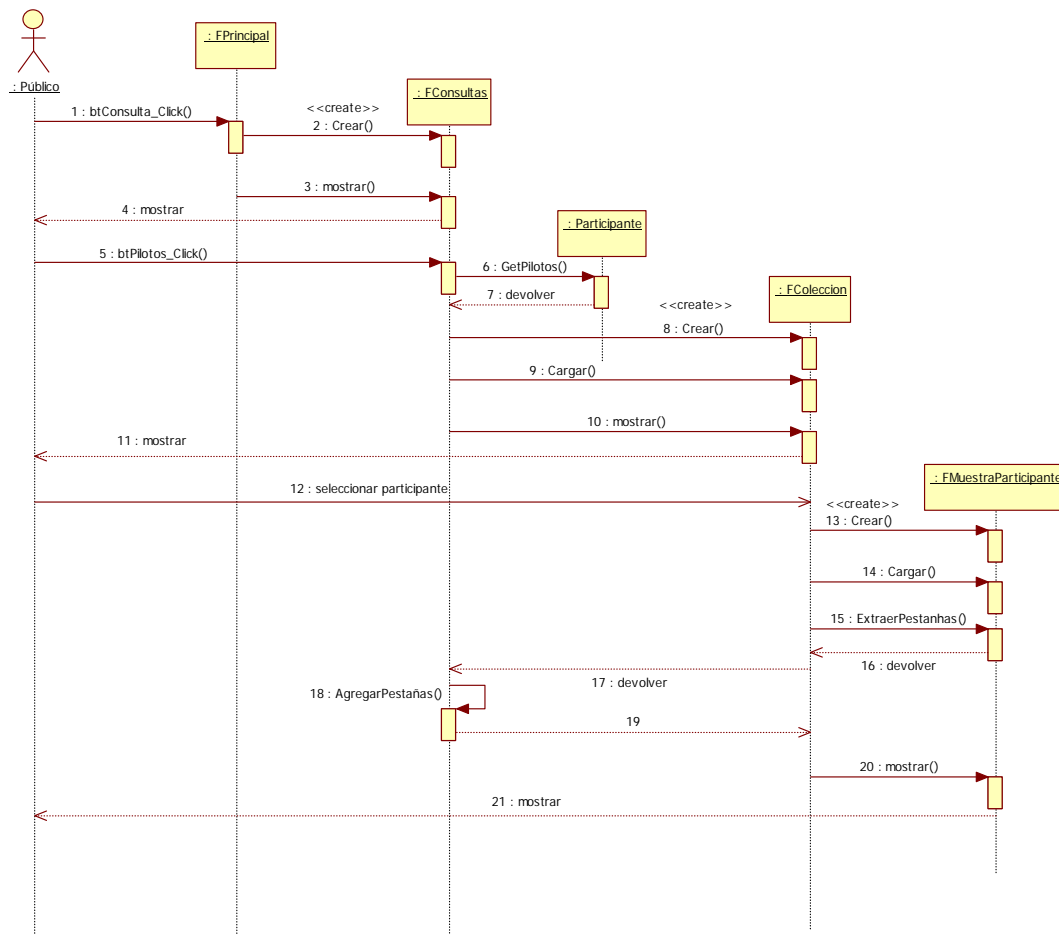 : FPrincipal
: Público
: FConsultas
1 : btConsulta_Click()
<<create>>
2 : Crear()
3 : mostrar()
4 : mostrar
: Participante
5 : btPilotos_Click()
6 : GetPilotos()
7 : devolver
: FColeccion
<<create>>
8 : Crear()
9 : Cargar()
10 : mostrar()
11 : mostrar
: FMuestraParticipante
12 : seleccionar participante
<<create>>
13 : Crear()
14 : Cargar()
15 : ExtraerPestanhas()
16 : devolver
17 : devolver
18 : AgregarPestañas()
19
20 : mostrar()
21 : mostrar